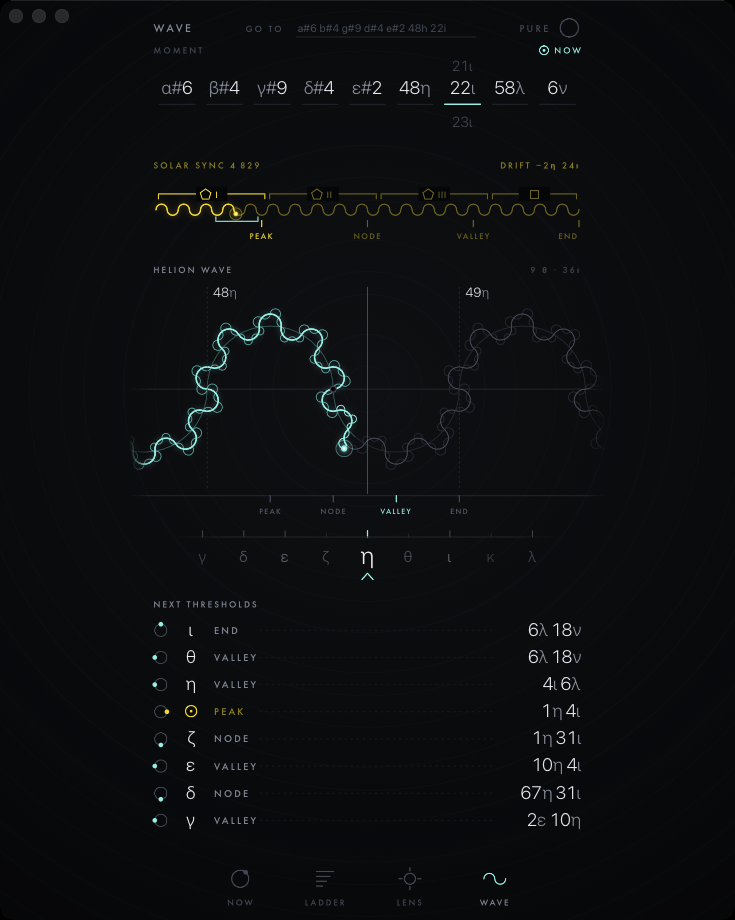 WAVE GO TO a#6 b#4 g#9 d#4 e#2 48h 22i PURE
MOMENT NOW
21ι
α#6 β#4 γ#9 δ#4 ε#2 48η 22ι 58λ 6ν
23ι
SOLAR SYNC 4 829 DRIFT −2η 24ι
I II III
PEAK NODE VALLEY END
HELION WAVE 9 θ · 36ι
48η 49η
PEAK NODE VALLEY END
γ δ ε ζ η θ ι κ λ
NEXT THRESHOLDS
ι END 6λ 18ν
θ VALLEY 6λ 18ν
η VALLEY 4ι 6λ
PEAK 1η 4ι
ζ NODE 1η 31ι
ε VALLEY 10η 4ι
δ NODE 67η 31ι
γ VALLEY 2ε 10η
NOW LADDER LENS WAVE